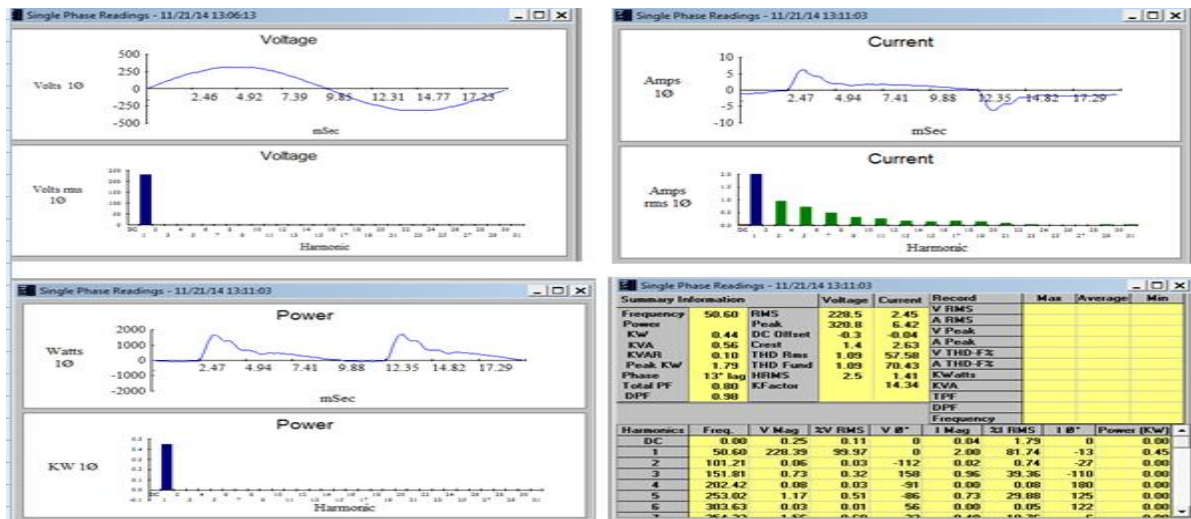 Single Phase Readings - 11/21/14 13:06:13
Voltage
500
250
0
-250
-500
Volts 1Ø
2.46 4.92 7.39 9.85 12.31 14.77 17.23
mSec
Voltage
Volts rms
1Ø
Harmonic
Single Phase Readings - 11/21/14 13:11:03
Current
10
5
0
-5
-10
Amps
1Ø
2.47 4.94 7.41 9.88 12.35 14.82 17.29
mSec
Current
Amps
rms 1Ø
2.0
1.5
1.0
0.5
0.0
Harmonic
Single Phase Readings - 11/21/14 13:11:03
Power
2000
1000
0
-1000
-2000
Watts
1Ø
2.47 4.94 7.41 9.88 12.35 14.82 17.29
mSec
Power
KW 1Ø
Harmonic
Single Phase Readings - 11/21/14 13:11:03
Summary Information Voltage Current Record Max Average Min
Frequency 50.60 RMS 228.5 2.45 V RMS
Power Peak 320.8 6.42 A RMS
KW 0.44 DC Offset -0.3 -0.04 V Peak
KVA 0.56 Crest 1.4 2.63 A Peak
KVAR 0.10 THD Rms 1.09 57.58 V THD-F%
Peak KW 1.79 THD Fund 1.09 70.43 A THD-F%
Phase 13° lag HRMS 2.5 1.41 KWatts
Total PF 0.80 KFactor 14.34 KVA
DPF 0.98 TPF
DPF
Frequency
Harmonics Freq. V Mag %V RMS V Ø° I Mag %I RMS I Ø° Power (KW)
DC 0.00 0.25 0.11 0 0.04 1.79 0 0.00
1 50.60 228.39 99.97 0 2.00 81.74 -13 0.45
2 101.21 0.06 0.03 -112 0.02 0.74 -27 0.00
3 151.81 0.73 0.32 158 0.96 39.36 -110 0.00
4 202.42 0.08 0.03 -91 0.00 0.08 180 0.00
5 253.02 1.17 0.51 -86 0.73 29.88 125 0.00
6 303.63 0.03 0.01 56 0.00 0.05 122 0.00